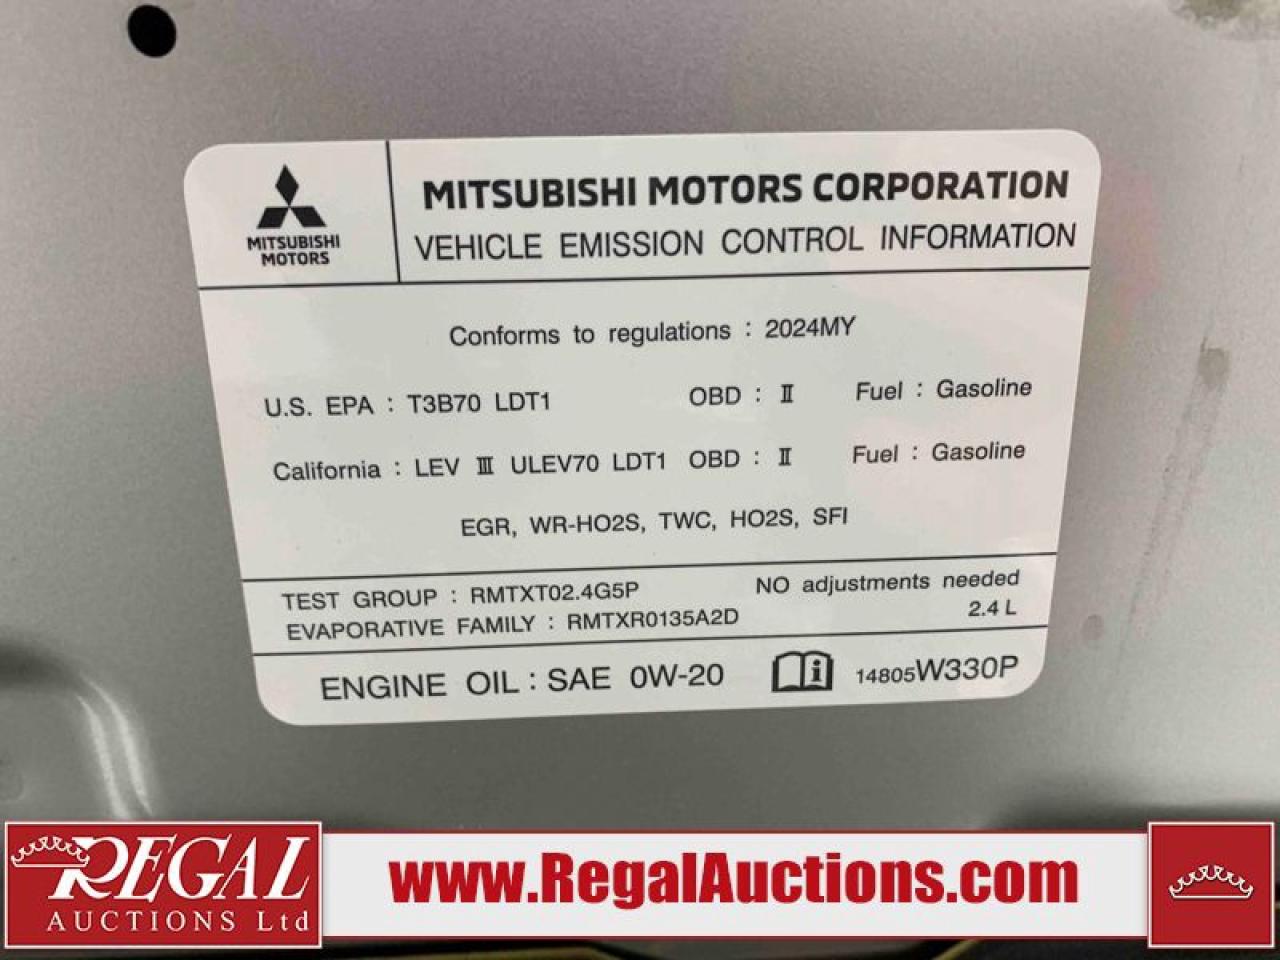 MITSUBISHI
MOTORS
MITSUBISHI MOTORS CORPORATION
VEHICLE EMISSION CONTROL INFORMATION
Conforms to regulations : 2024MY
U.S. EPA : T3B70 LDT1 OBD : Ⅱ Fuel : Gasoline
California : LEV Ⅲ ULEV70 LDT1 OBD : Ⅱ Fuel : Gasoline
EGR, WR-HO2S, TWC, HO2S, SFI
TEST GROUP : RMTXT02.4G5P NO adjustments needed
EVAPORATIVE FAMILY : RMTXR0135A2D 2.4 L
ENGINE OIL : SAE 0W-20 i 14805W330P
REGAL
AUCTIONS Ltd
www.RegalAuctions.com